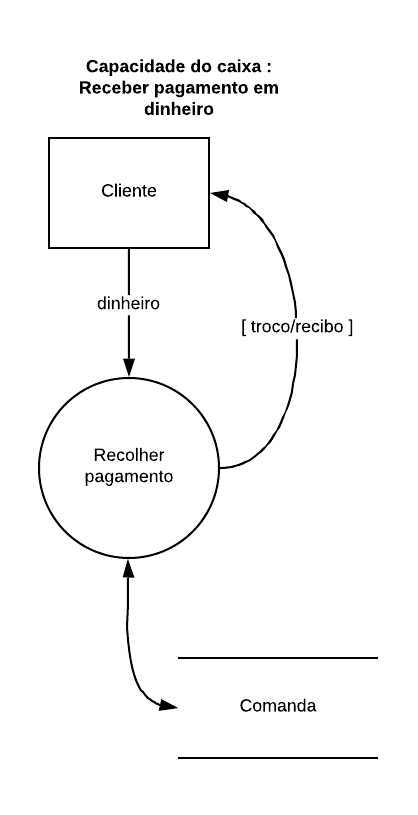 Capacidade do caixa :
Receber pagamento em
dinheiro
Cliente
dinheiro
[ troco/recibo ]
Recolher
pagamento
Comanda